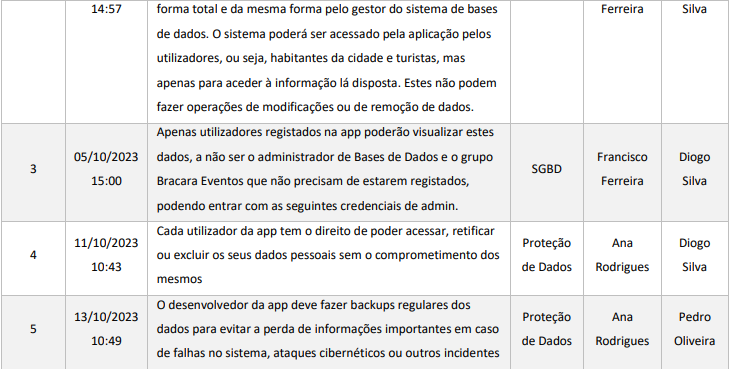 14:57
forma total e da mesma forma pelo gestor do sistema de bases
de dados. O sistema poderá ser acessado pela aplicação pelos
utilizadores, ou seja, habitantes da cidade e turistas, mas
apenas para aceder à informação lá disposta. Estes não podem
fazer operações de modificações ou de remoção de dados.
Ferreira
Silva
3
05/10/2023
15:00
Apenas utilizadores registados na app poderão visualizar estes
dados, a não ser o administrador de Bases de Dados e o grupo
Bracara Eventos que não precisam de estarem registados,
podendo entrar com as seguintes credenciais de admin.
SGBD
Francisco
Ferreira
Diogo
Silva
4
11/10/2023
10:43
Cada utilizador da app tem o direito de poder acessar, retificar
ou excluir os seus dados pessoais sem o comprometimento dos
mesmos
Proteção
de Dados
Ana
Rodrigues
Diogo
Silva
5
13/10/2023
10:49
O desenvolvedor da app deve fazer backups regulares dos
dados para evitar a perda de informações importantes em caso
de falhas no sistema, ataques cibernéticos ou outros incidentes
Proteção
de Dados
Ana
Rodrigues
Pedro
Oliveira